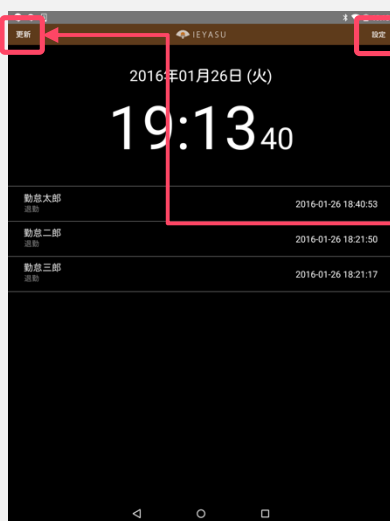 更新
IEYASU
設定
2016年01月26日 (火)
19:13 40
勤怠太郎
退勤
2016-01-26 18:40:53
勤怠二郎
退勤
2016-01-26 18:21:50
勤怠三郎
退勤
2016-01-26 18:21:17